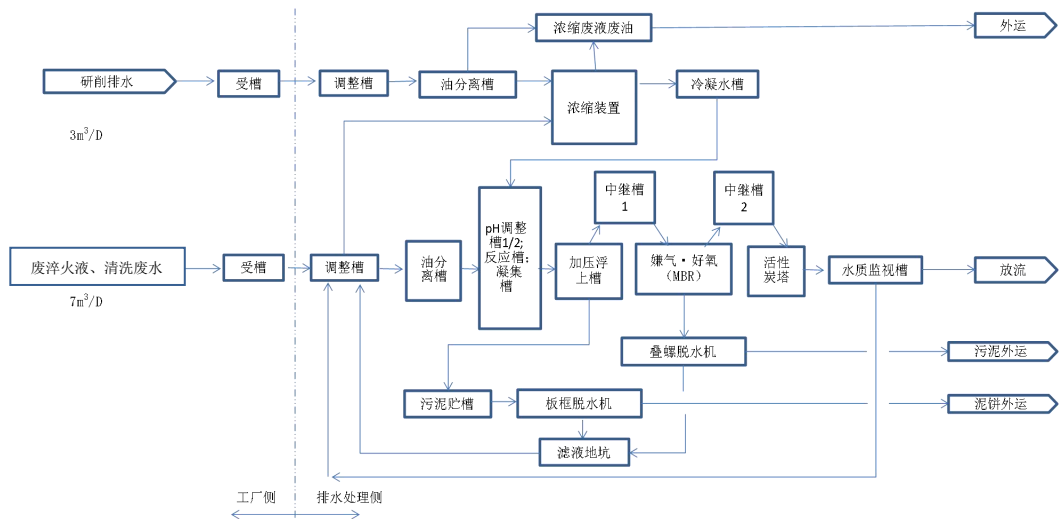 浓缩废液废油
外运
研削排水
受槽
调整槽
油分离槽
浓缩装置
冷凝水槽
3m³/D
中继槽
1
中继槽
2
pH调整
槽1/2;
反应槽:
凝集
槽
废淬火液、清洗废水
受槽
调整槽
油分
离槽
加压浮
上槽
嫌气·好氧
(MBR)
活性
炭塔
水质监视槽
放流
7m³/D
叠螺脱水机
污泥外运
污泥贮槽
板框脱水机
泥饼外运
滤液地坑
工厂侧
排水处理侧